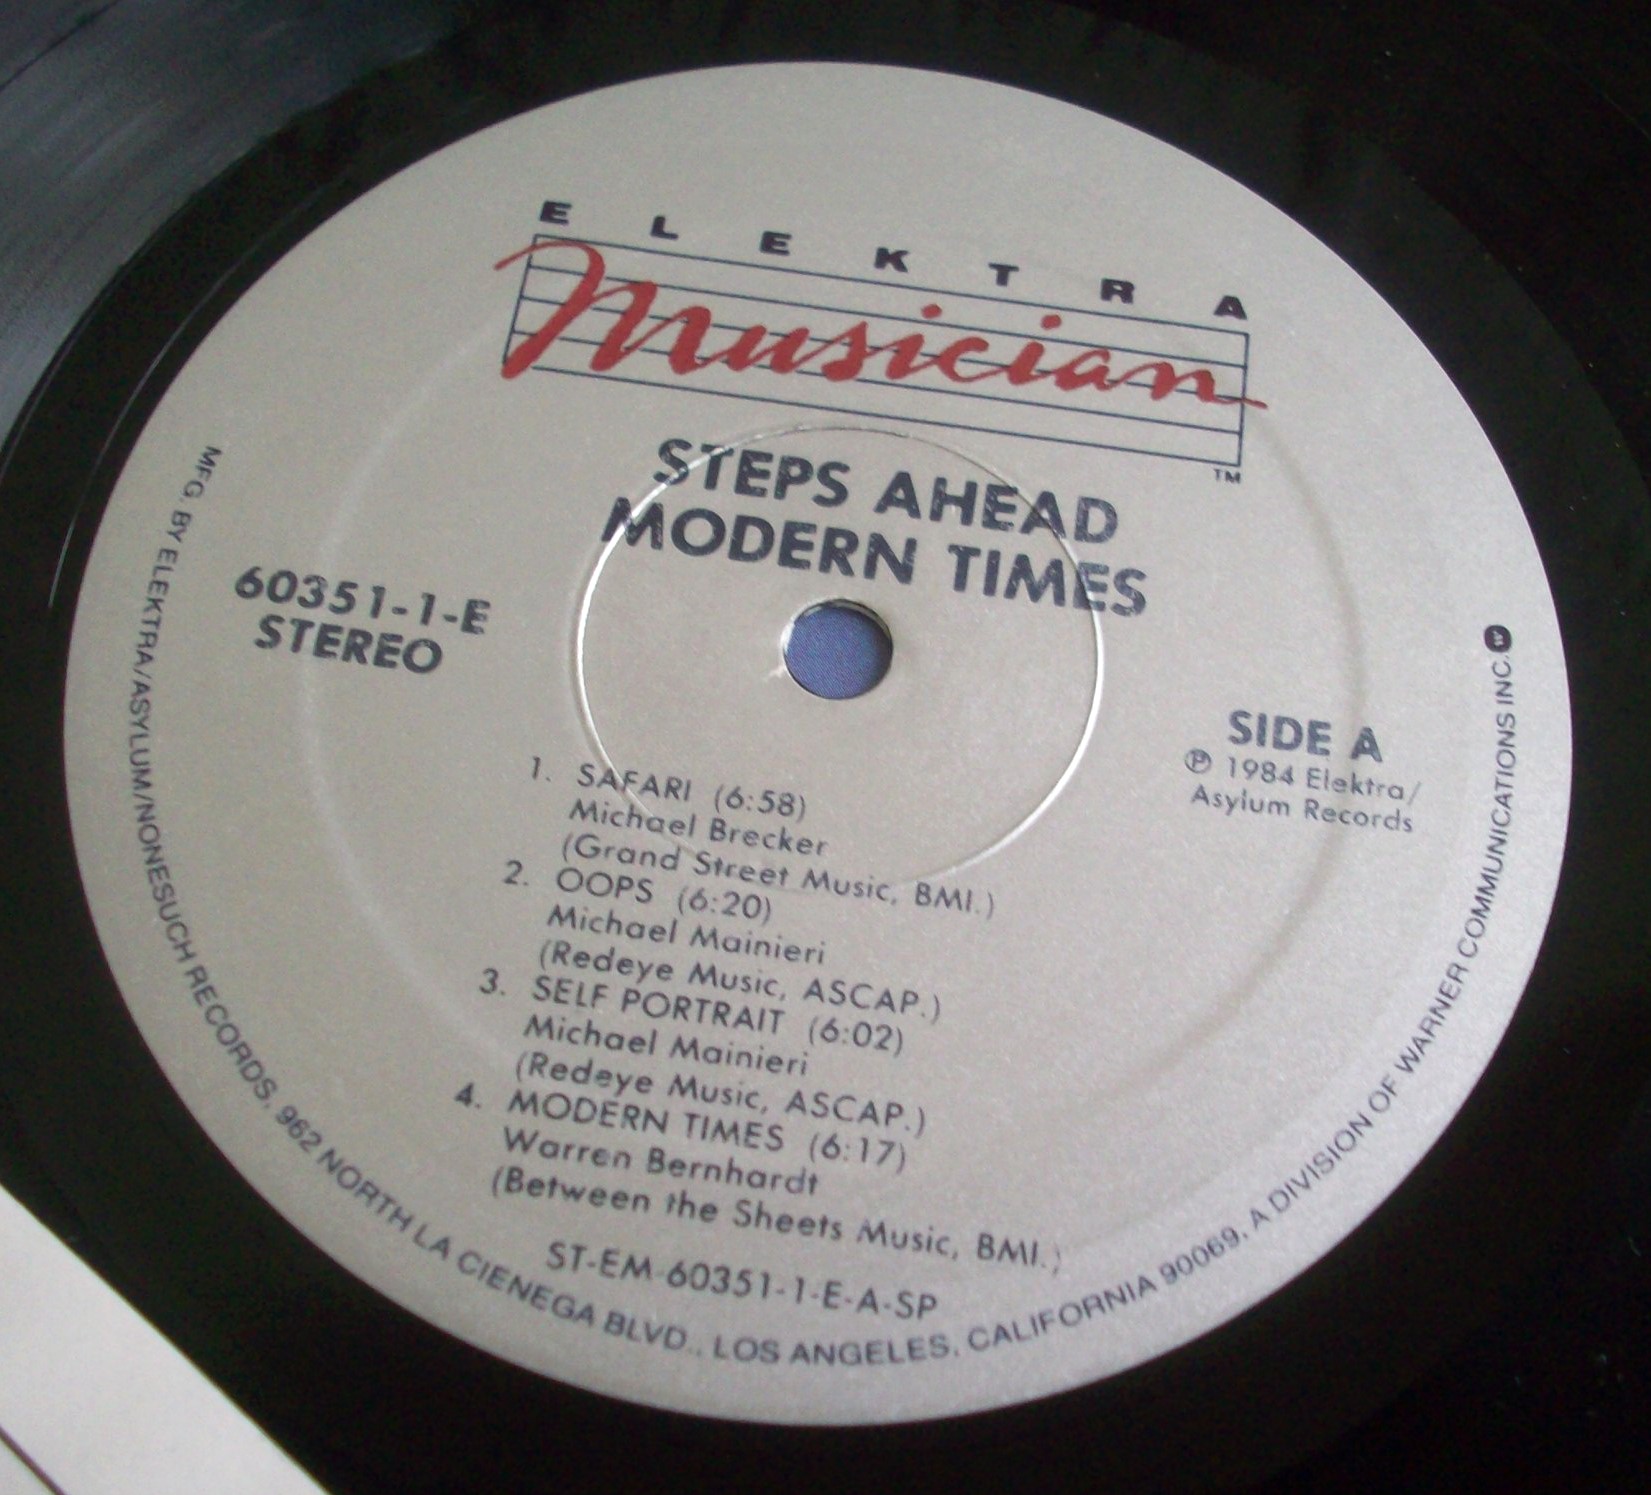 ELEKTRA
Musician
TM
STEPS AHEAD
MODERN TIMES
60351-1-E
STEREO
SIDE A
℗ 1984 Elektra/
Asylum Records
1. SAFARI (6:58)
Michael Brecker
(Grand Street Music, BMI.)
2. OOPS (6:20)
Michael Mainieri
(Redeye Music, ASCAP.)
3. SELF PORTRAIT (6:02)
Michael Mainieri
(Redeye Music, ASCAP.)
4. MODERN TIMES (6:17)
Warren Bernhardt
(Between the Sheets Music, BMI.)
ST-EM-60351-1-E-A-SP
MFG. BY ELEKTRA/ASYLUM/NONESUCH RECORDS, 962 NORTH LA CIENEGA BLVD., LOS ANGELES, CALIFORNIA 90069. A DIVISION OF WARNER COMMUNICATIONS INC.